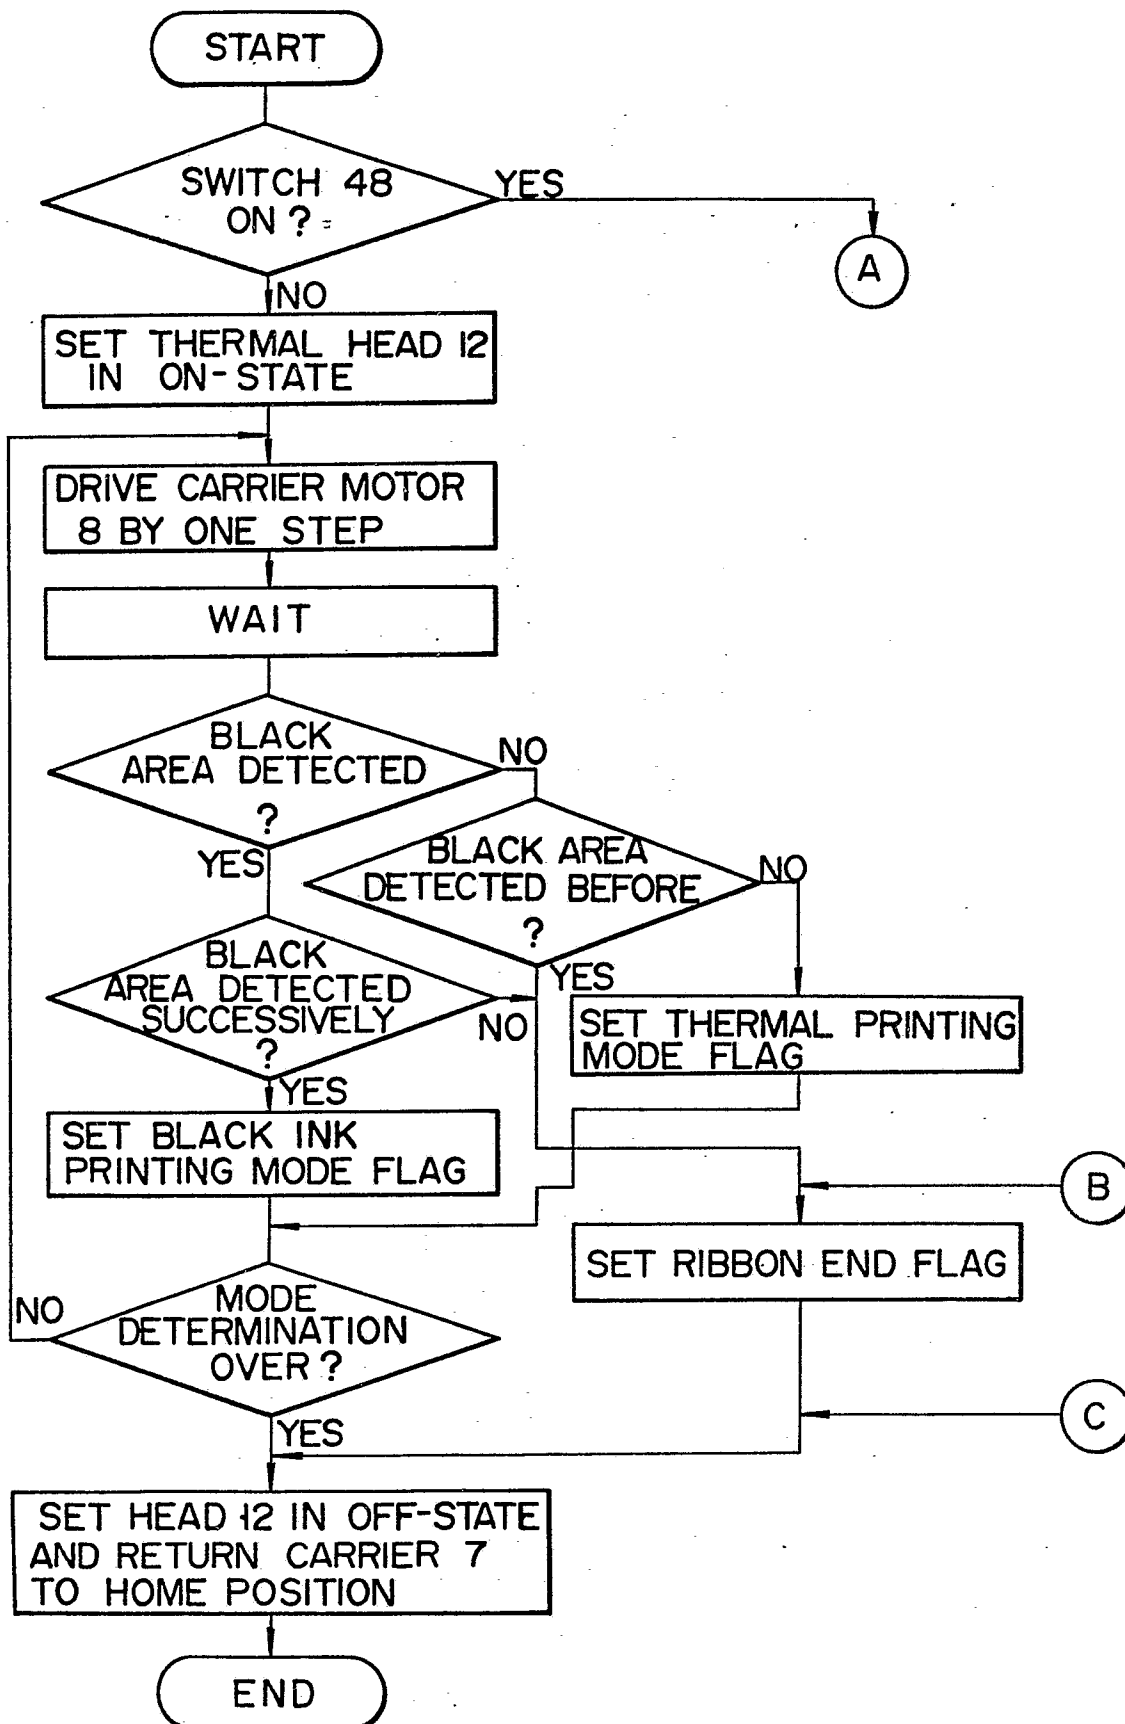 START
SWITCH 48
ON ?
YES
A
NO
SET THERMAL HEAD 12
IN ON-STATE
DRIVE CARRIER MOTOR
8 BY ONE STEP
WAIT
BLACK
AREA DETECTED
?
NO
YES
BLACK AREA
DETECTED BEFORE
?
NO
YES
BLACK
AREA DETECTED
SUCCESSIVELY
?
NO
YES
SET THERMAL PRINTING
MODE FLAG
SET BLACK INK
PRINTING MODE FLAG
B
SET RIBBON END FLAG
MODE
DETERMINATION
OVER ?
NO
YES
C
SET HEAD 12 IN OFF-STATE
AND RETURN CARRIER 7
TO HOME POSITION
END